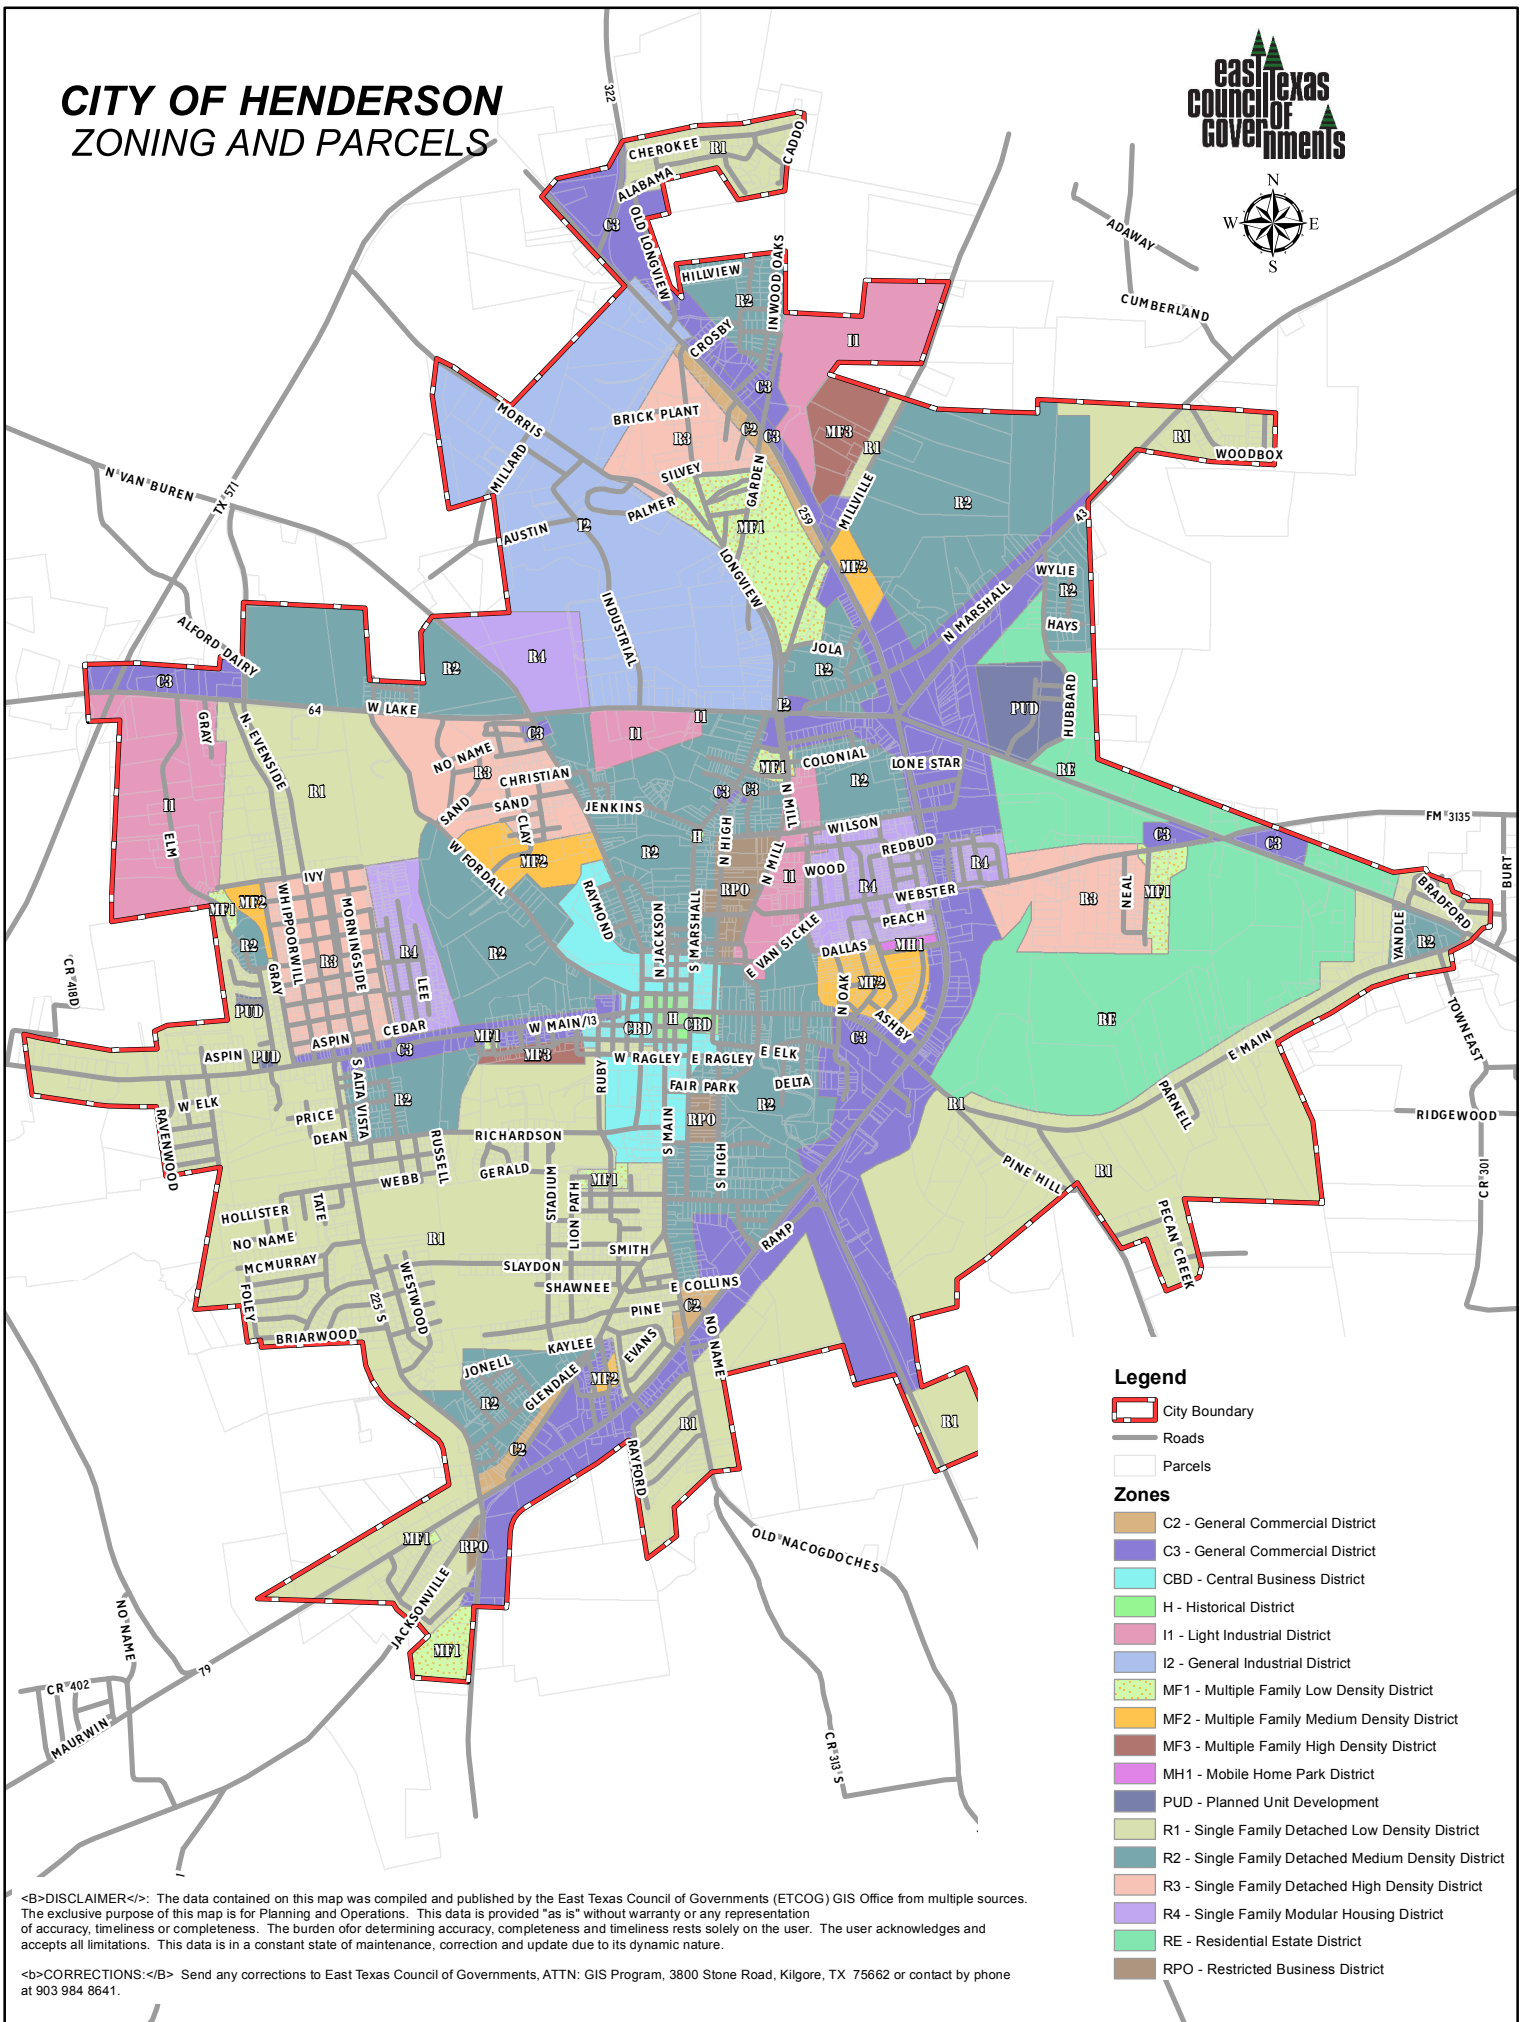 CITY OF HENDERSON
ZONING AND PARCELS
east texas
council of
governments
N
W E
S
322
CHEROKEE
R1
CADDO
ALABAMA
C3
OLD LONGVIEW
HILLVIEW
INWOOD OAKS
R2
CROSBY
I1
ADAWAY
CUMBERLAND
C3
MORRIS
BRICK PLANT
R3
C2
C3
MF3
R1
R1
WOODBOX
MILLARD
SILVEY
GARDEN
N VAN BUREN
TX 571
PALMER
259
MILLVILLE
R2
43
AUSTIN
I2
MF1
LONGVIEW
MF2
WYLIE
R2
INDUSTRIAL
N MARSHALL
HAYS
ALFORD DAIRY
R2
R4
JOLA
R2
C3
64
W LAKE
I2
PUD
HUBBARD
GRAY
N. EVENSIDE
C3
I1
I1
NO NAME
R3
CHRISTIAN
MF1
COLONIAL
R2
LONE STAR
RE
I1
R1
SAND
SAND
CLAY
JENKINS
C3
C3
N MILL
ELM
W FORDALL
MF2
R2
H
N HIGH
WILSON
REDBUD
R4
C3
C3
FM 3135
BURT
IVY
RAYMOND
N MILL
I1
WOOD
R4
WEBSTER
R3
NEAL
MF1
BRADFORD
MF1
MF2
WHIPPOORWILL
MORNINGSIDE
RPO
PEACH
YANDLE
R2
R2
GRAY
R3
R4
LEE
R2
N JACKSON
S MARSHALL
E VAN SICKLE
DALLAS
MH1
CR 418D
PUD
MF2
N OAK
ASHBY
RE
CEDAR
ASPIN
ASPIN
PUD
C3
MF1
W MAIN/13
CBD
H
CBD
C3
TOWNEAST
MF3
W RAGLEY
E RAGLEY
E ELK
E MAIN
S ALTA VISTA
RUBY
FAIR PARK
DELTA
W ELK
R2
R2
RPO
R1
PARNELL
RIDGEWOOD
RAVENWOOD
PRICE
DEAN
RUSSELL
RICHARDSON
S MAIN
S HIGH
WEBB
GERALD
STADIUM
MF1
PINE HILL
R1
CR 301
TATE
LION PATH
HOLLISTER
NO NAME
R1
SMITH
RAMP
PECAN CREEK
MCMURRAY
SLAYDON
FOLEY
225 S
WESTWOOD
SHAWNEE
E COLLINS
C2
PINE
NO NAME
BRIARWOOD
KAYLEE
EVANS
JONELL
GLENDALE
MF2
R2
R1
R1
C2
RAYFORD
MF1
RPO
OLD NACOGDOCHES
JACKSONVILLE
MF1
NO NAME
79
CR 402
MAURWIN
CR 313 S
Legend
City Boundary
Roads
Parcels
Zones
C2 - General Commercial District
C3 - General Commercial District
CBD - Central Business District
H - Historical District
I1 - Light Industrial District
I2 - General Industrial District
MF1 - Multiple Family Low Density District
MF2 - Multiple Family Medium Density District
MF3 - Multiple Family High Density District
MH1 - Mobile Home Park District
PUD - Planned Unit Development
R1 - Single Family Detached Low Density District
R2 - Single Family Detached Medium Density District
R3 - Single Family Detached High Density District
R4 - Single Family Modular Housing District
RE - Residential Estate District
RPO - Restricted Business District
<B>DISCLAIMER</>: The data contained on this map was compiled and published by the East Texas Council of Governments (ETCOG) GIS Office from multiple sources.
The exclusive purpose of this map is for Planning and Operations. This data is provided "as is" without warranty or any representation
of accuracy, timeliness or completeness. The burden ofor determining accuracy, completeness and timeliness rests solely on the user. The user acknowledges and
accepts all limitations. This data is in a constant state of maintenance, correction and update due to its dynamic nature.
<b>CORRECTIONS:</B> Send any corrections to East Texas Council of Governments, ATTN: GIS Program, 3800 Stone Road, Kilgore, TX 75662 or contact by phone
at 903 984 8641.